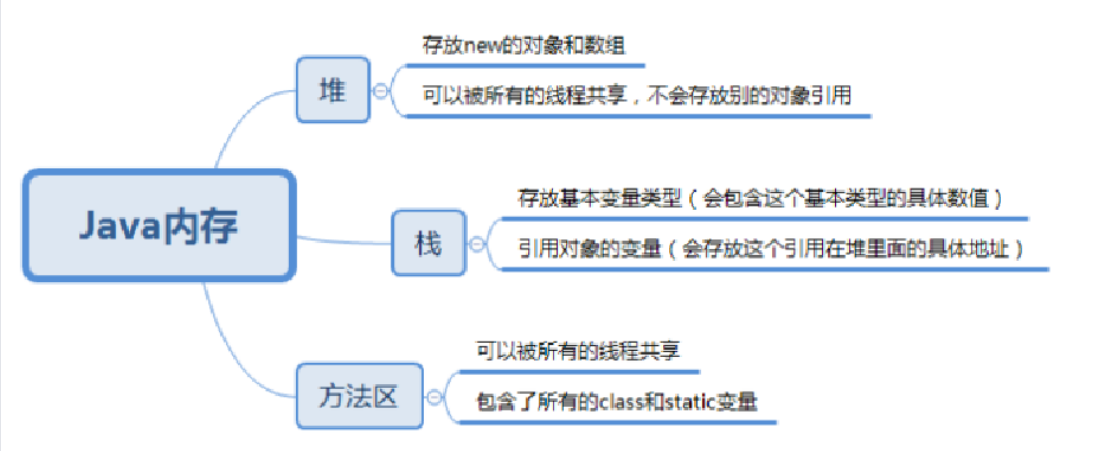 存放new的对象和数组
堆
可以被所有的线程共享，不会存放别的对象引用
Java内存
存放基本变量类型（会包含这个基本类型的具体数值）
栈
引用对象的变量（会存放这个引用在堆里面的具体地址）
可以被所有的线程共享
方法区
包含了所有的class和static变量